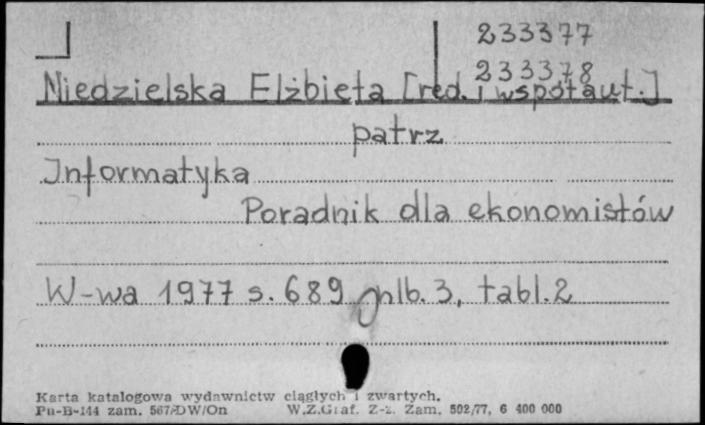 233377
233378
Niedzielska Elżbieta [red. i współaut.]
patrz
Informatyka
Poradnik dla ekonomistów
W-wa 1977 s. 689 nlb. 3, tabl. 2
Karta katalogowa wydawnictw ciągłych i zwartych.
Pu-B-144 zam. 567/DW/On W.Z.Graf. Z-z. Zam. 502/77, 6 400 000